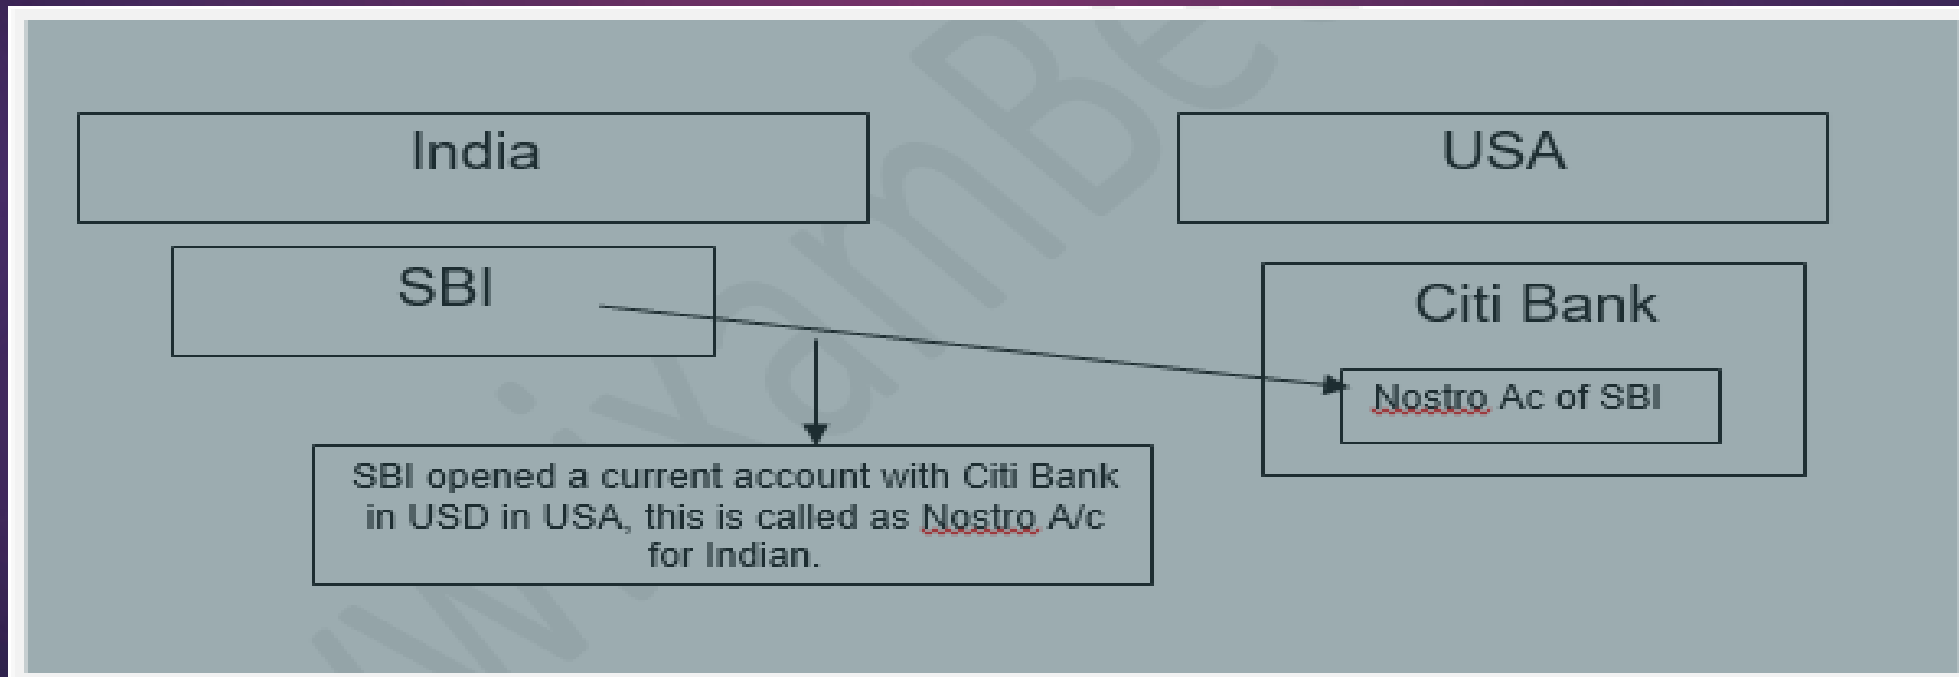 India
USA
SBI
Citi Bank
Nostro Ac of SBI
SBI opened a current account with Citi Bank
in USD in USA, this is called as Nostro A/c
for Indian.